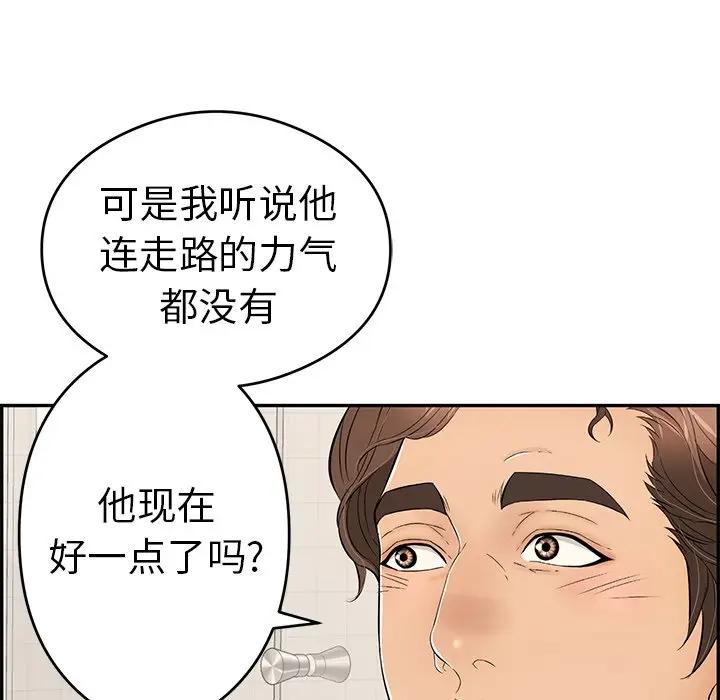 可是我听说他
连走路的力气
都没有
他现在
好一点了吗?